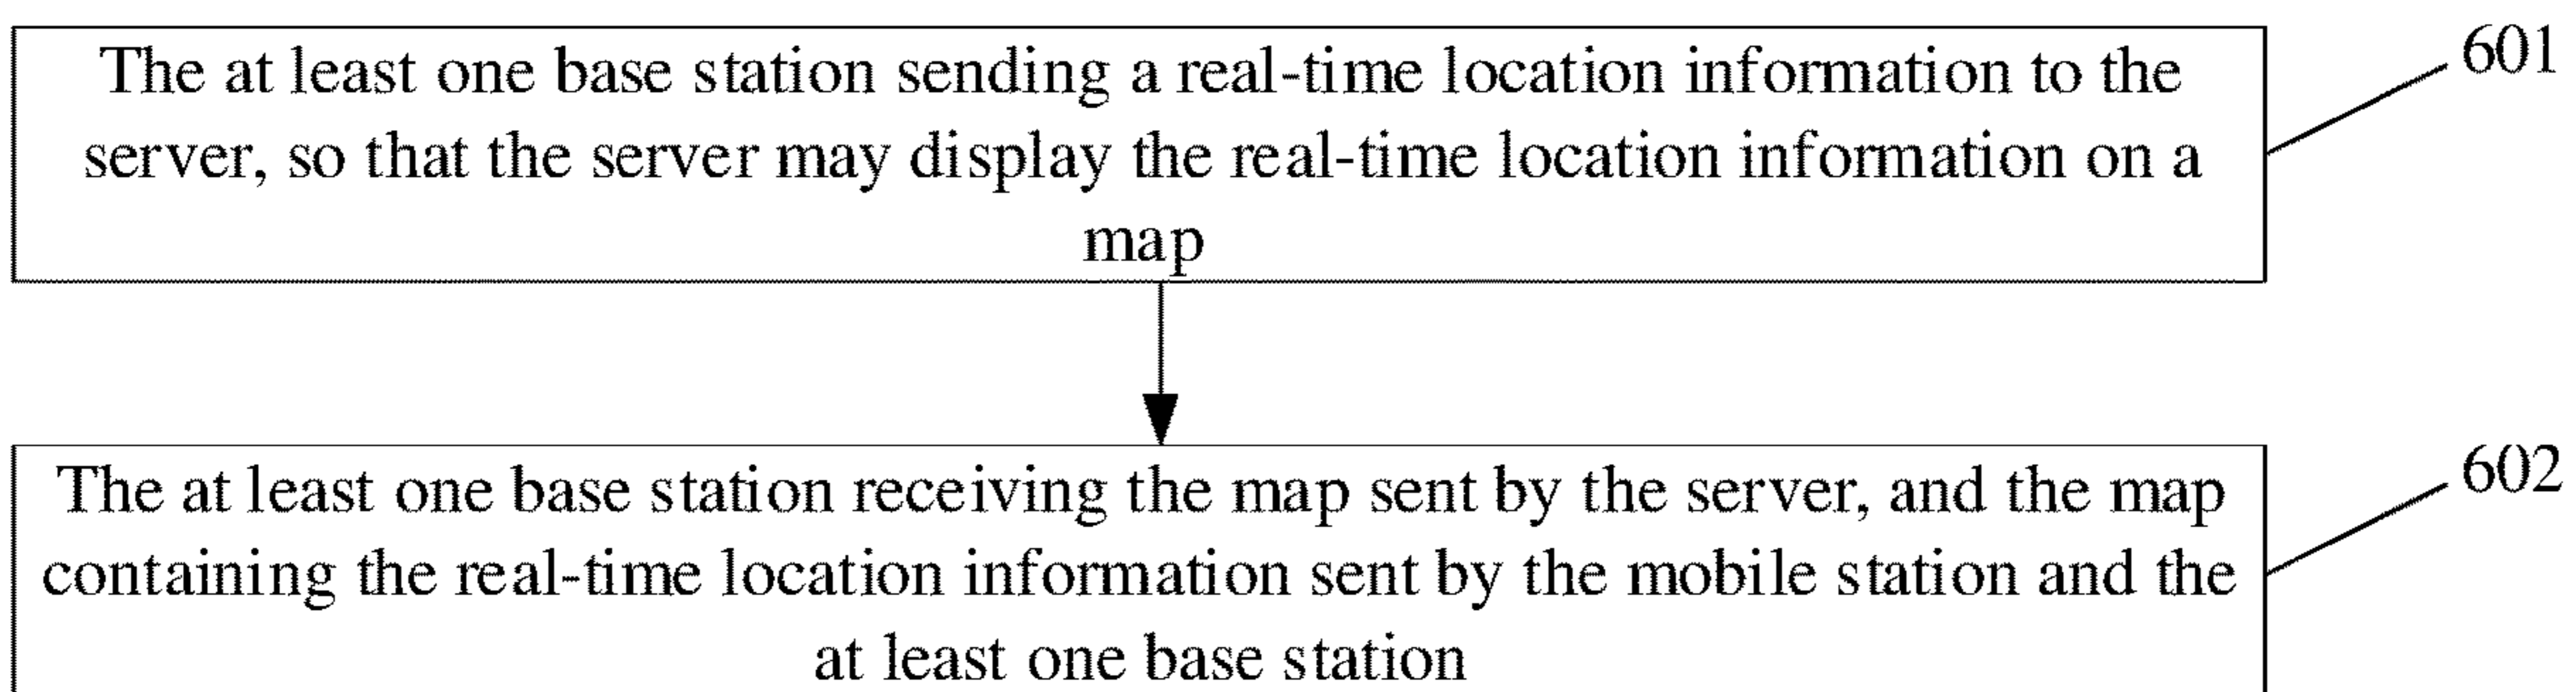 The at least one base station sending a real-time location information to the
server, so that the server may display the real-time location information on a
map
601
The at least one base station receiving the map sent by the server, and the map
containing the real-time location information sent by the mobile station and the
at least one base station
602